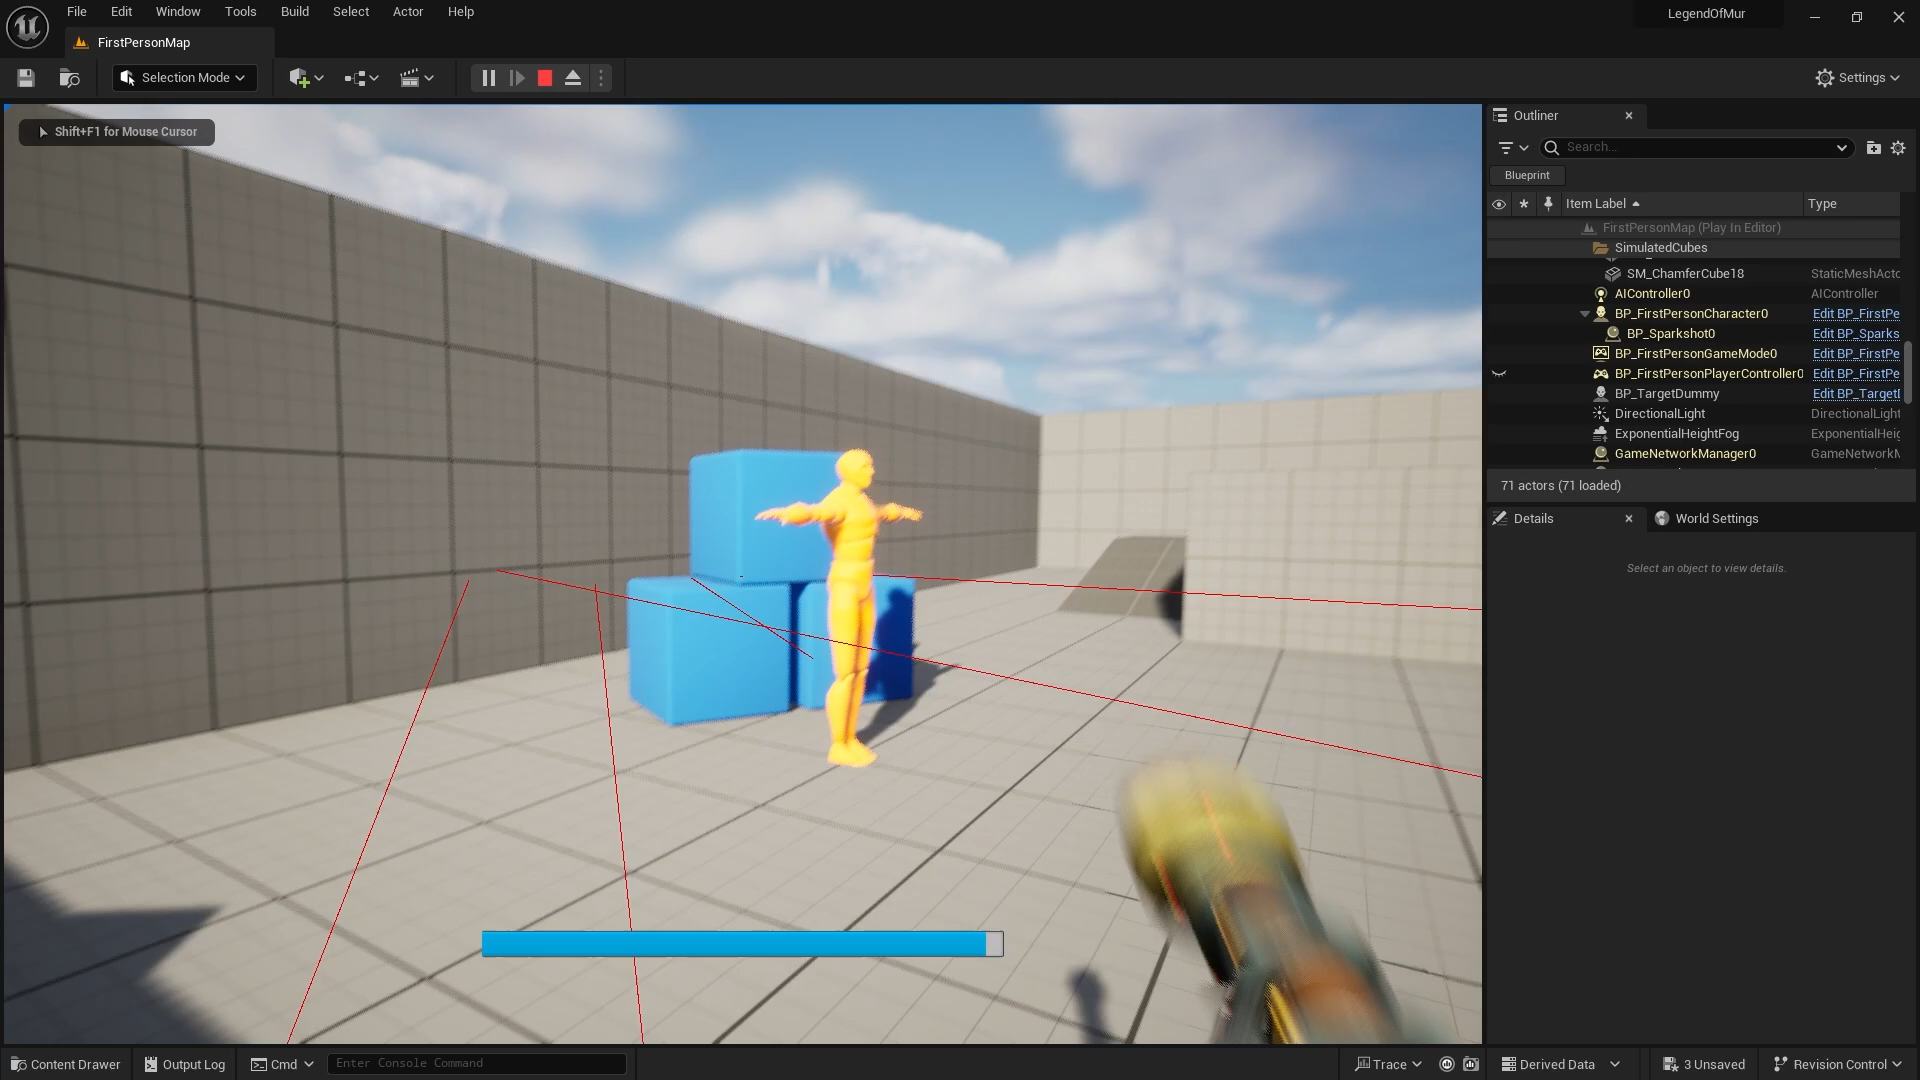 File Edit Window Tools Build Select Actor Help
LegendOfMur
FirstPersonMap
Selection Mode
Settings
Shift+F1 for Mouse Cursor
Outliner
Search...
Blueprint
Item Label Type
FirstPersonMap (Play In Editor)
SimulatedCubes
SM_ChamferCube18 StaticMeshActo
AIController0 AIController
BP_FirstPersonCharacter0 Edit BP_FirstPe
BP_Sparkshot0 Edit BP_Sparks
BP_FirstPersonGameMode0 Edit BP_FirstPe
BP_FirstPersonPlayerController0 Edit BP_FirstPe
BP_TargetDummy Edit BP_Target
DirectionalLight DirectionalLight
ExponentialHeightFog ExponentialHeig
GameNetworkManager0 GameNetworkM
71 actors (71 loaded)
Details World Settings
Select an object to view details.
Content Drawer Output Log Cmd Enter Console Command Trace Derived Data 3 Unsaved Revision Control